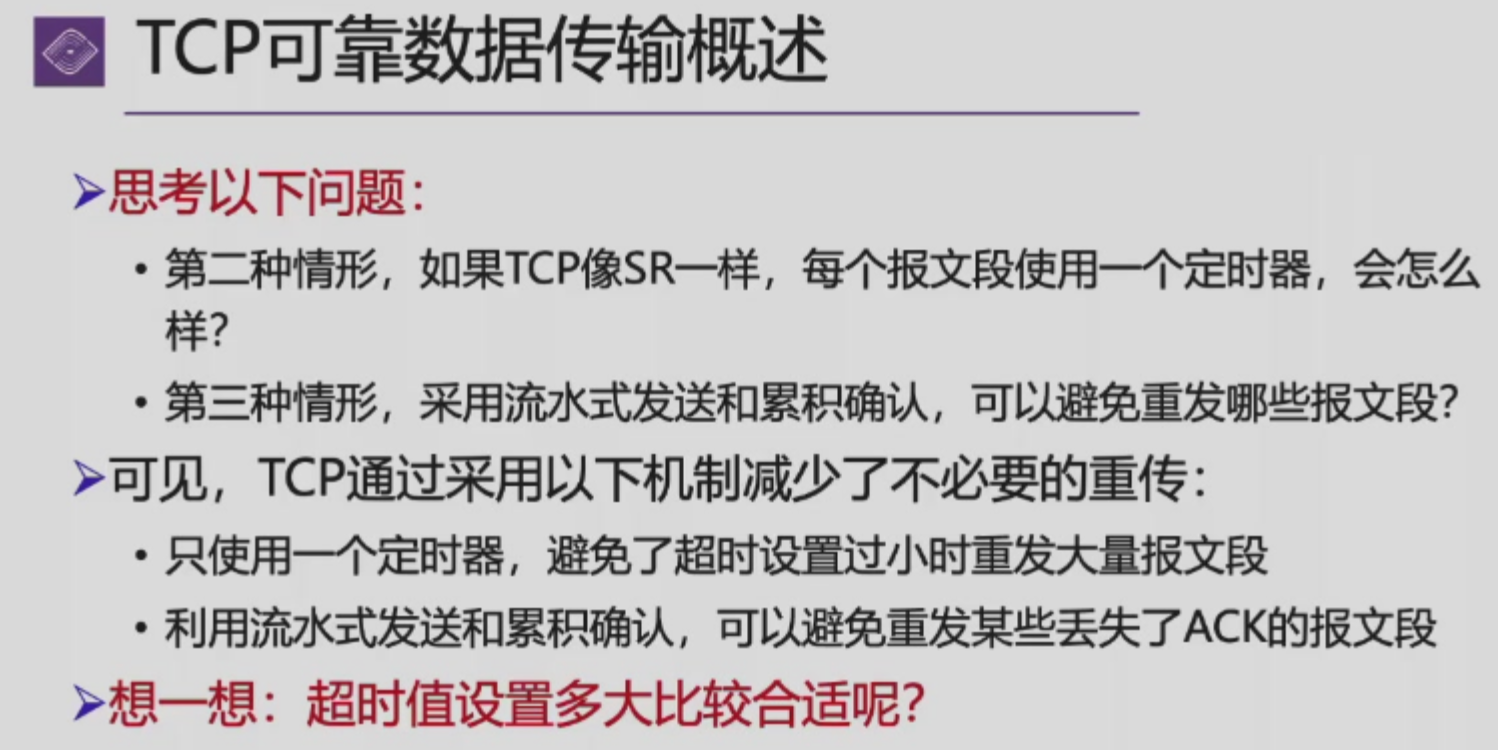 TCP可靠数据传输概述
➢思考以下问题：
• 第二种情形，如果TCP像SR一样，每个报文段使用一个定时器，会怎么
样？
• 第三种情形，采用流水式发送和累积确认，可以避免重发哪些报文段？
➢可见，TCP通过采用以下机制减少了不必要的重传：
• 只使用一个定时器，避免了超时设置过小时重发大量报文段
• 利用流水式发送和累积确认，可以避免重发某些丢失了ACK的报文段
➢想一想：超时值设置多大比较合适呢？